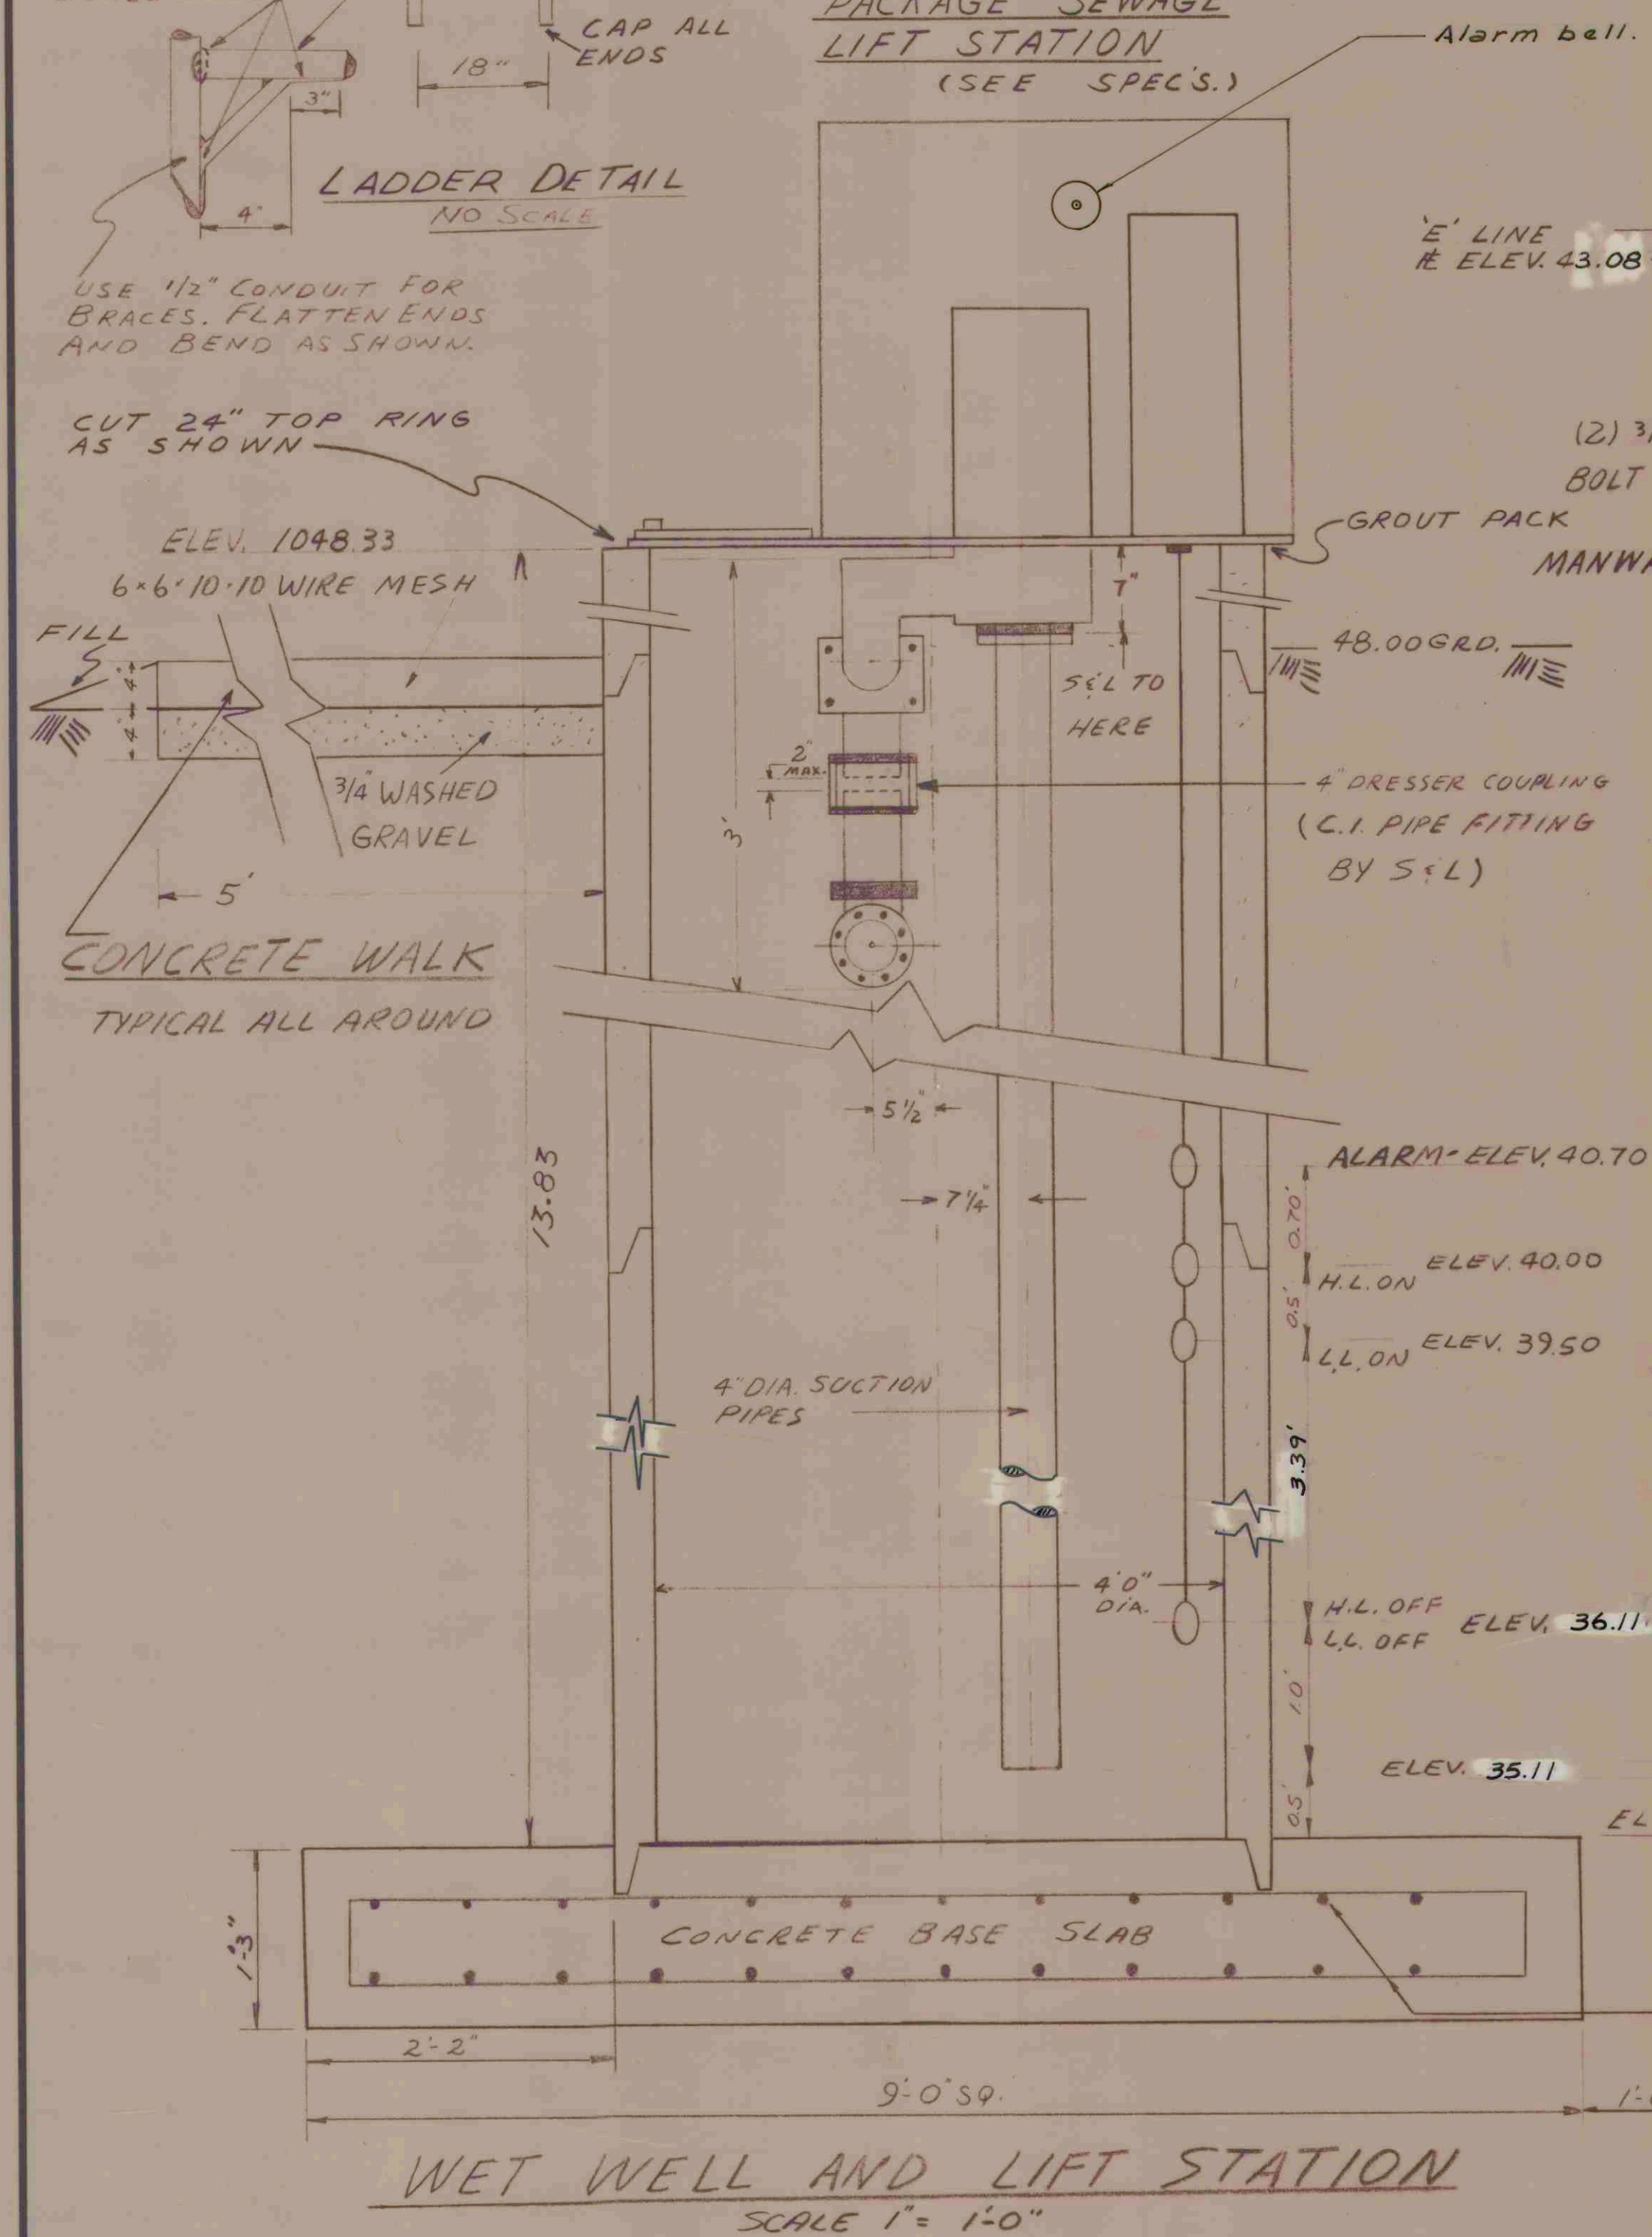 CAP ALL
ENDS
18"
3"
4"
LADDER DETAIL
NO SCALE
USE 1/2" CONDUIT FOR
BRACES. FLATTEN ENDS
AND BEND AS SHOWN.
PACKAGE SEWAGE
LIFT STATION
(SEE SPEC'S.)
Alarm bell.
'E' LINE
ELEV. 43.08
CUT 24" TOP RING
AS SHOWN
(2)
BOLT
GROUT PACK
ELEV. 1048.33
6×6·10·10 WIRE MESH
FILL
4"
4"
3/4" WASHED
GRAVEL
5'
CONCRETE WALK
TYPICAL ALL AROUND
7"
S&L TO
HERE
48.00 GRD.
2"
MAX.
3'
4" DRESSER COUPLING
(C.I. PIPE FITTING
BY S&L)
5 1/2"
7 1/4"
13.83
ALARM - ELEV. 40.70
0.70'
H.L. ON ELEV. 40.00
0.5'
L.L. ON ELEV. 39.50
4" DIA. SUCTION
PIPES
3.39'
4'0"
DIA.
H.L. OFF
L.L. OFF ELEV. 36.11
1.0'
ELEV. 35.11
0.5'
1'-3"
CONCRETE BASE SLAB
2'-2"
9'-0" SQ.
WET WELL AND LIFT STATION
SCALE 1" = 1'-0"